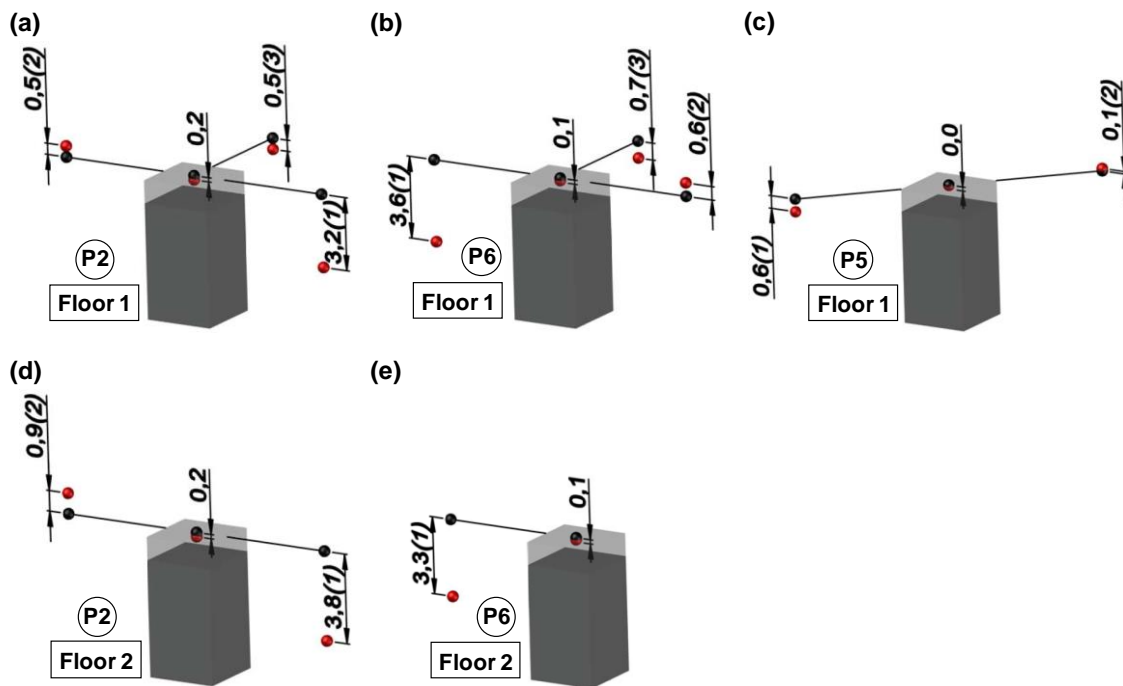 (a)
0,5(2)
0,2
0,5(3)
3,2(1)
P2
Floor 1
(b)
3,6(1)
0,1
0,7(3)
0,6(2)
P6
Floor 1
(c)
0,6(1)
0,0
0,1(2)
P5
Floor 1
(d)
0,9(2)
0,2
3,8(1)
P2
Floor 2
(e)
3,3(1)
0,1
P6
Floor 2